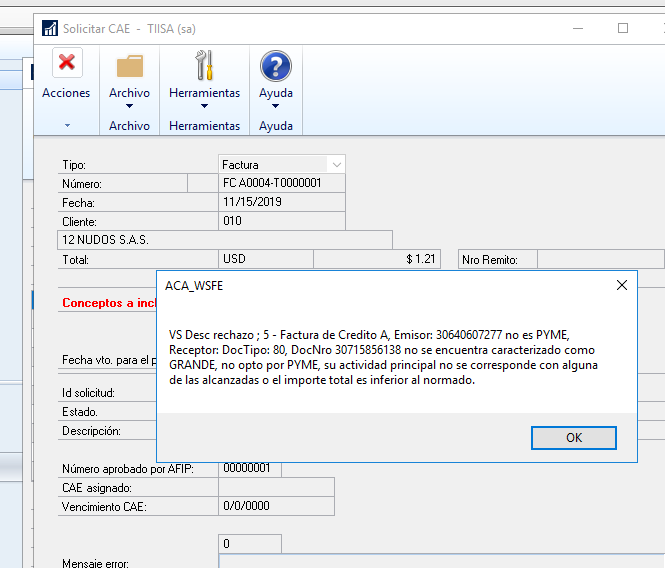 Solicitar CAE - TIISA (sa)
Acciones Archivo Herramientas Ayuda
Archivo Herramientas Ayuda
Tipo: Factura
Número: FC A0004-T0000001
Fecha: 11/15/2019
Cliente: 010
12 NUDOS S.A.S.
Total: USD $ 1.21 Nro Remito:
ACA_WSFE
Conceptos a incl
VS Desc rechazo ; 5 - Factura de Credito A, Emisor: 30640607277 no es PYME,
Receptor: DocTipo: 80, DocNro 30715856138 no se encuentra caracterizado como
GRANDE, no opto por PYME, su actividad principal no se corresponde con alguna
de las alcanzadas o el importe total es inferior al normado.
Fecha vto. para el p
Id solicitud:
Estado.
Descripción:
OK
Número aprobado por AFIP: 00000001
CAE asignado:
Vencimiento CAE: 0/0/0000
0
Mensaje error: